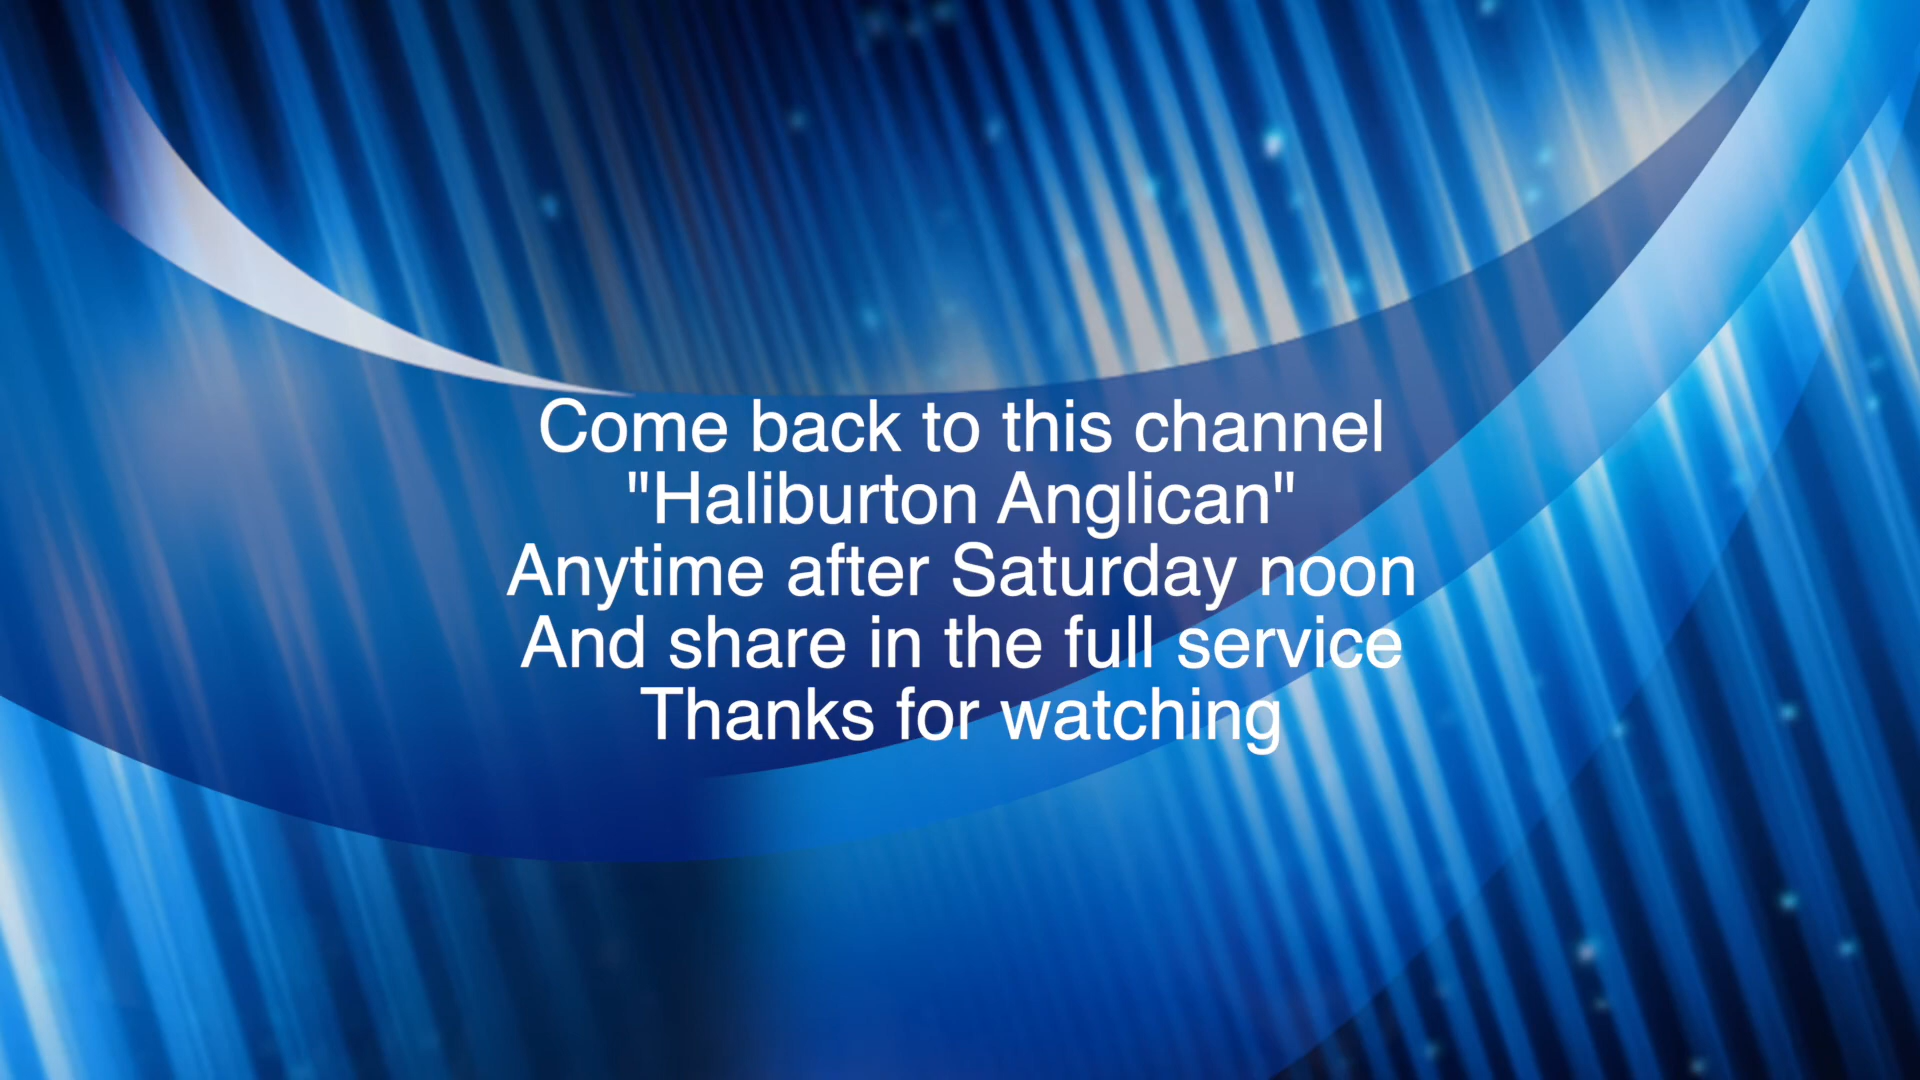 Come back to this channel
"Haliburton Anglican"
Anytime after Saturday noon
And share in the full service
Thanks for watching